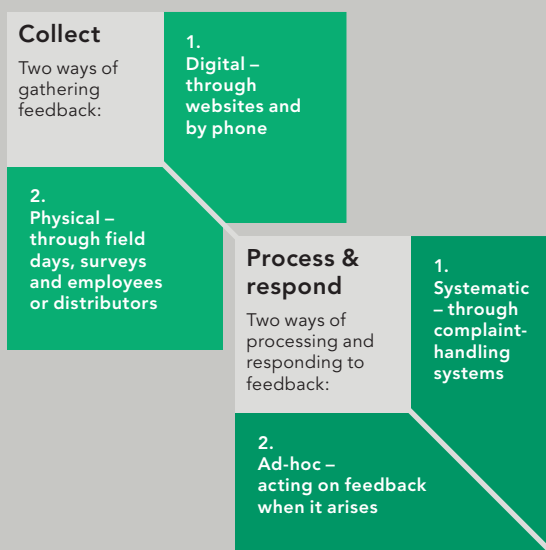 Collect
Two ways of
gathering
feedback:
1.
Digital –
through
websites and
by phone
2.
Physical –
through field
days, surveys
and employees
or distributors
Process &
respond
Two ways of
processing and
responding to
feedback:
1.
Systematic
– through
complaint-
handling
systems
2.
Ad-hoc –
acting on feedback
when it arises